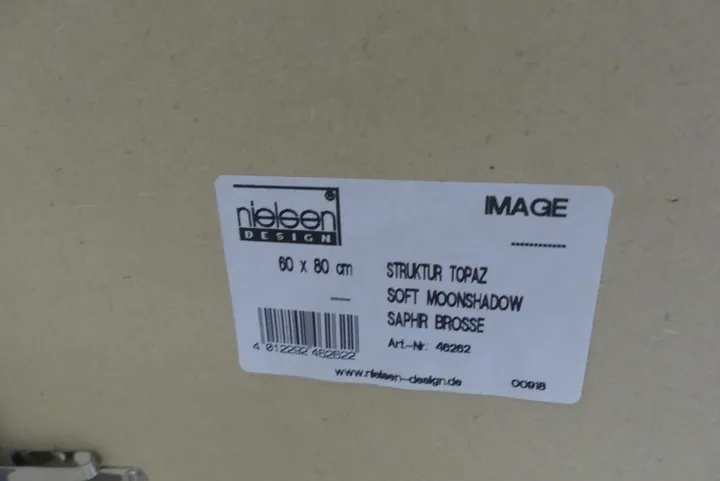 nielsen®
DESIGN
IMAGE
60 x 80 cm
STRUKTUR TOPAZ
SOFT MOONSHADOW
SAPHIR BROSSE
Art.-Nr. 46262
4 012292 462622
www.nielsen-design.de
00918